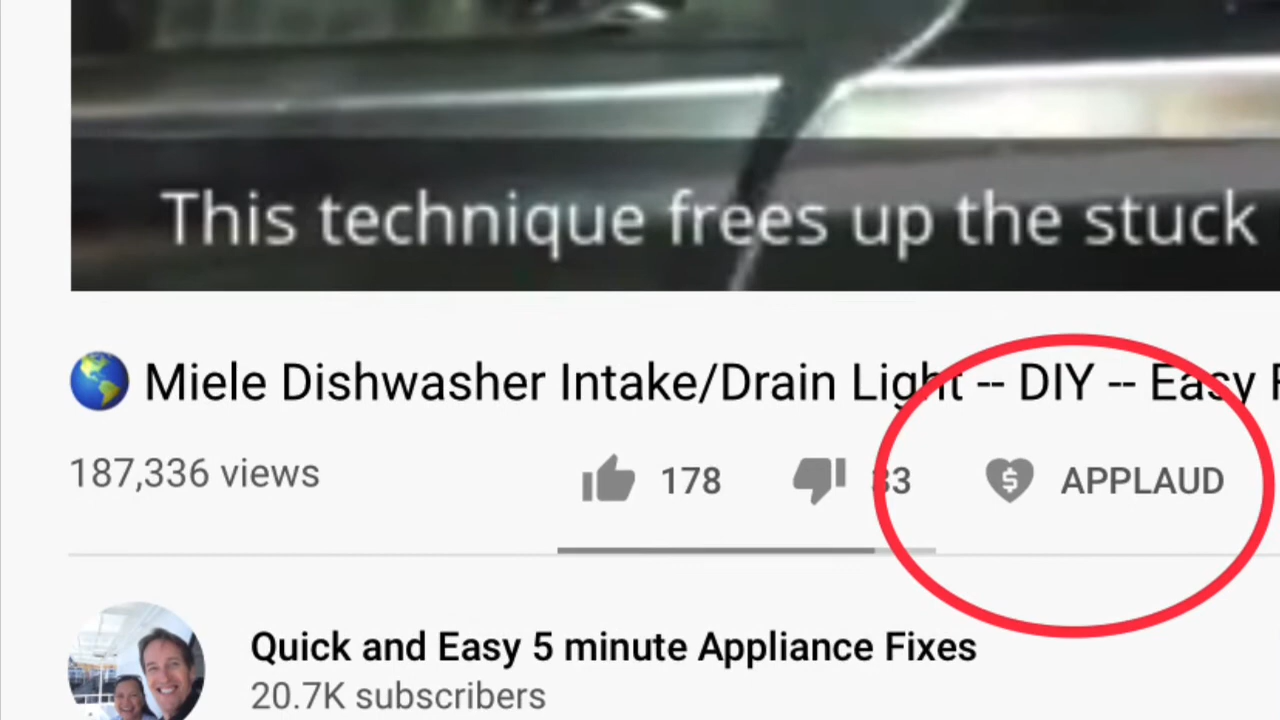 This technique frees up the stuck
Miele Dishwasher Intake/Drain Light -- DIY -- Easy
187,336 views
178
33
APPLAUD
Quick and Easy 5 minute Appliance Fixes
20.7K subscribers